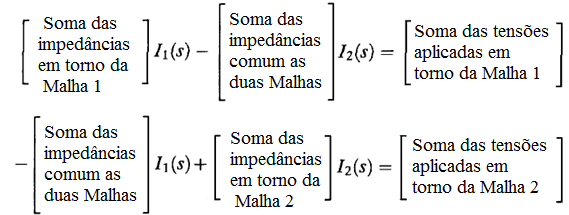 [Soma das impedâncias em torno da Malha 1] I₁(s) − [Soma das impedâncias comum as duas Malhas] I₂(s) = [Soma das tensões aplicadas em torno da Malha 1]
− [Soma das impedâncias comum as duas Malhas] I₁(s) + [Soma das impedâncias em torno da Malha 2] I₂(s) = [Soma das tensões aplicadas em torno da Malha 2]